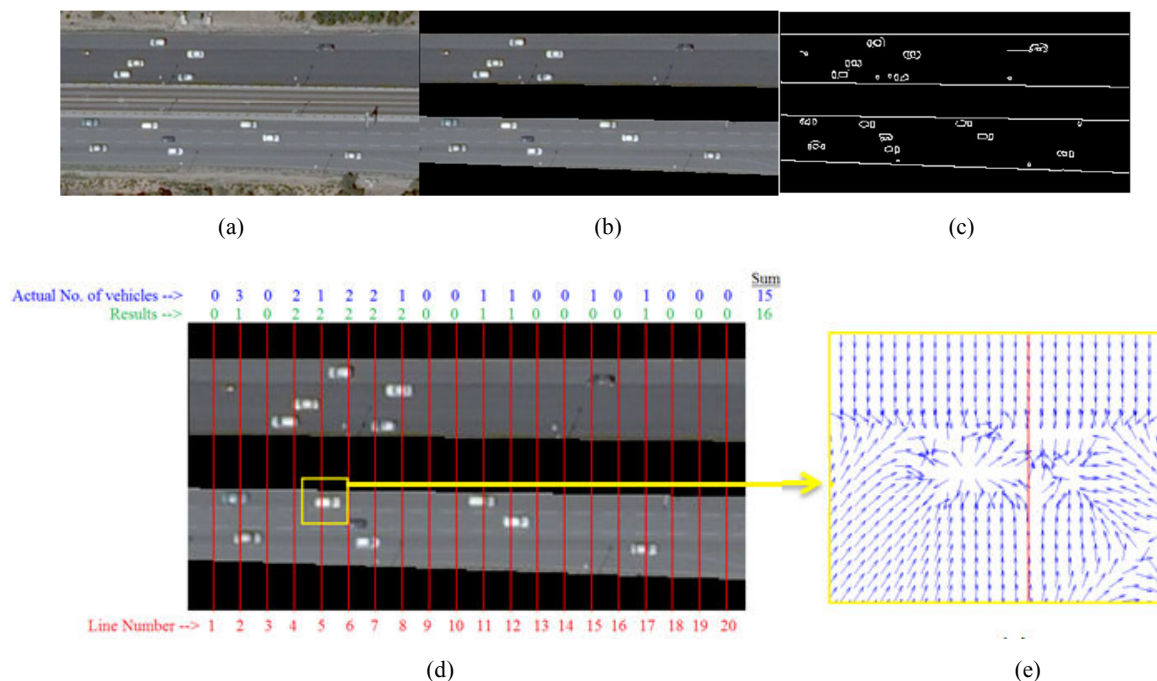 (a) (b) (c)
Sum
Actual No. of vehicles --> 0 3 0 2 1 2 2 1 0 0 1 1 0 0 1 0 1 0 0 0 15
Results --> 0 1 0 2 2 2 2 2 0 0 1 1 0 0 0 0 1 0 0 0 16
Line Number --> 1 2 3 4 5 6 7 8 9 10 11 12 13 14 15 16 17 18 19 20
(d) (e)